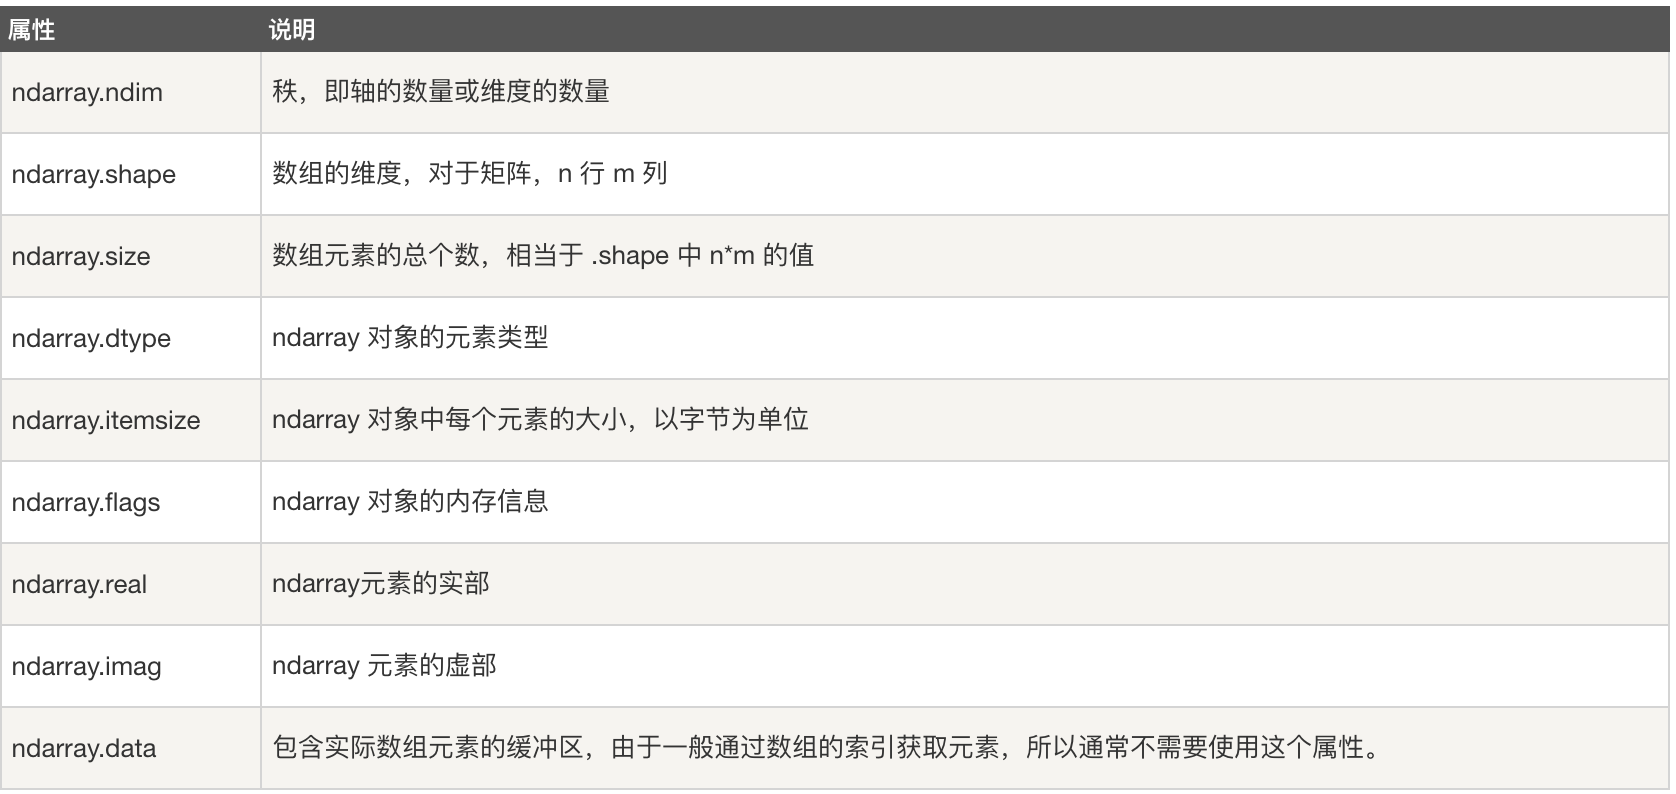 属性 说明
ndarray.ndim 秩，即轴的数量或维度的数量
ndarray.shape 数组的维度，对于矩阵，n 行 m 列
ndarray.size 数组元素的总个数，相当于 .shape 中 n*m 的值
ndarray.dtype ndarray 对象的元素类型
ndarray.itemsize ndarray 对象中每个元素的大小，以字节为单位
ndarray.flags ndarray 对象的内存信息
ndarray.real ndarray元素的实部
ndarray.imag ndarray 元素的虚部
ndarray.data 包含实际数组元素的缓冲区，由于一般通过数组的索引获取元素，所以通常不需要使用这个属性。